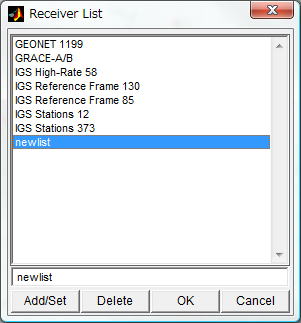 Receiver List
GEONET 1199
GRACE-A/B
IGS High-Rate 58
IGS Reference Frame 130
IGS Reference Frame 85
IGS Stations 12
IGS Stations 373
newlist
newlist
Add/Set Delete OK Cancel